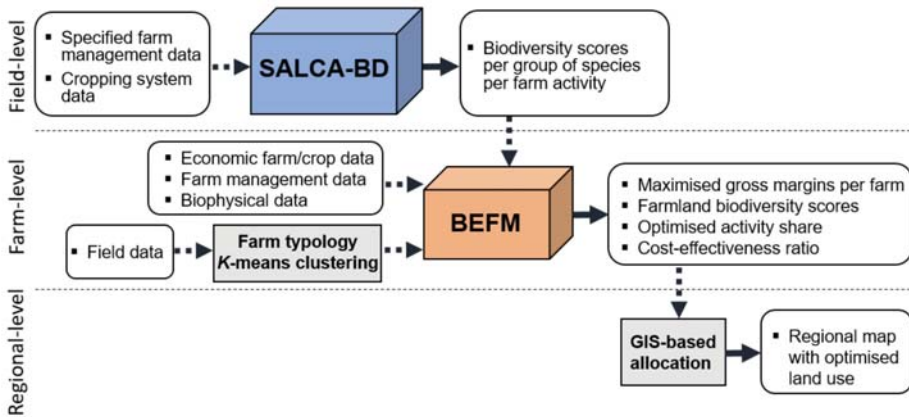 Field-level
▪ Specified farm
management data
▪ Cropping system
data
SALCA-BD
▪ Biodiversity scores
per group of species
per farm activity
Farm-level
▪ Economic farm/crop data
▪ Farm management data
▪ Biophysical data
▪ Field data
Farm typology
K-means clustering
BEFM
▪ Maximised gross margins per farm
▪ Farmland biodiversity scores
▪ Optimised activity share
▪ Cost-effectiveness ratio
Regional-level
GIS-based
allocation
▪ Regional map
with optimised
land use